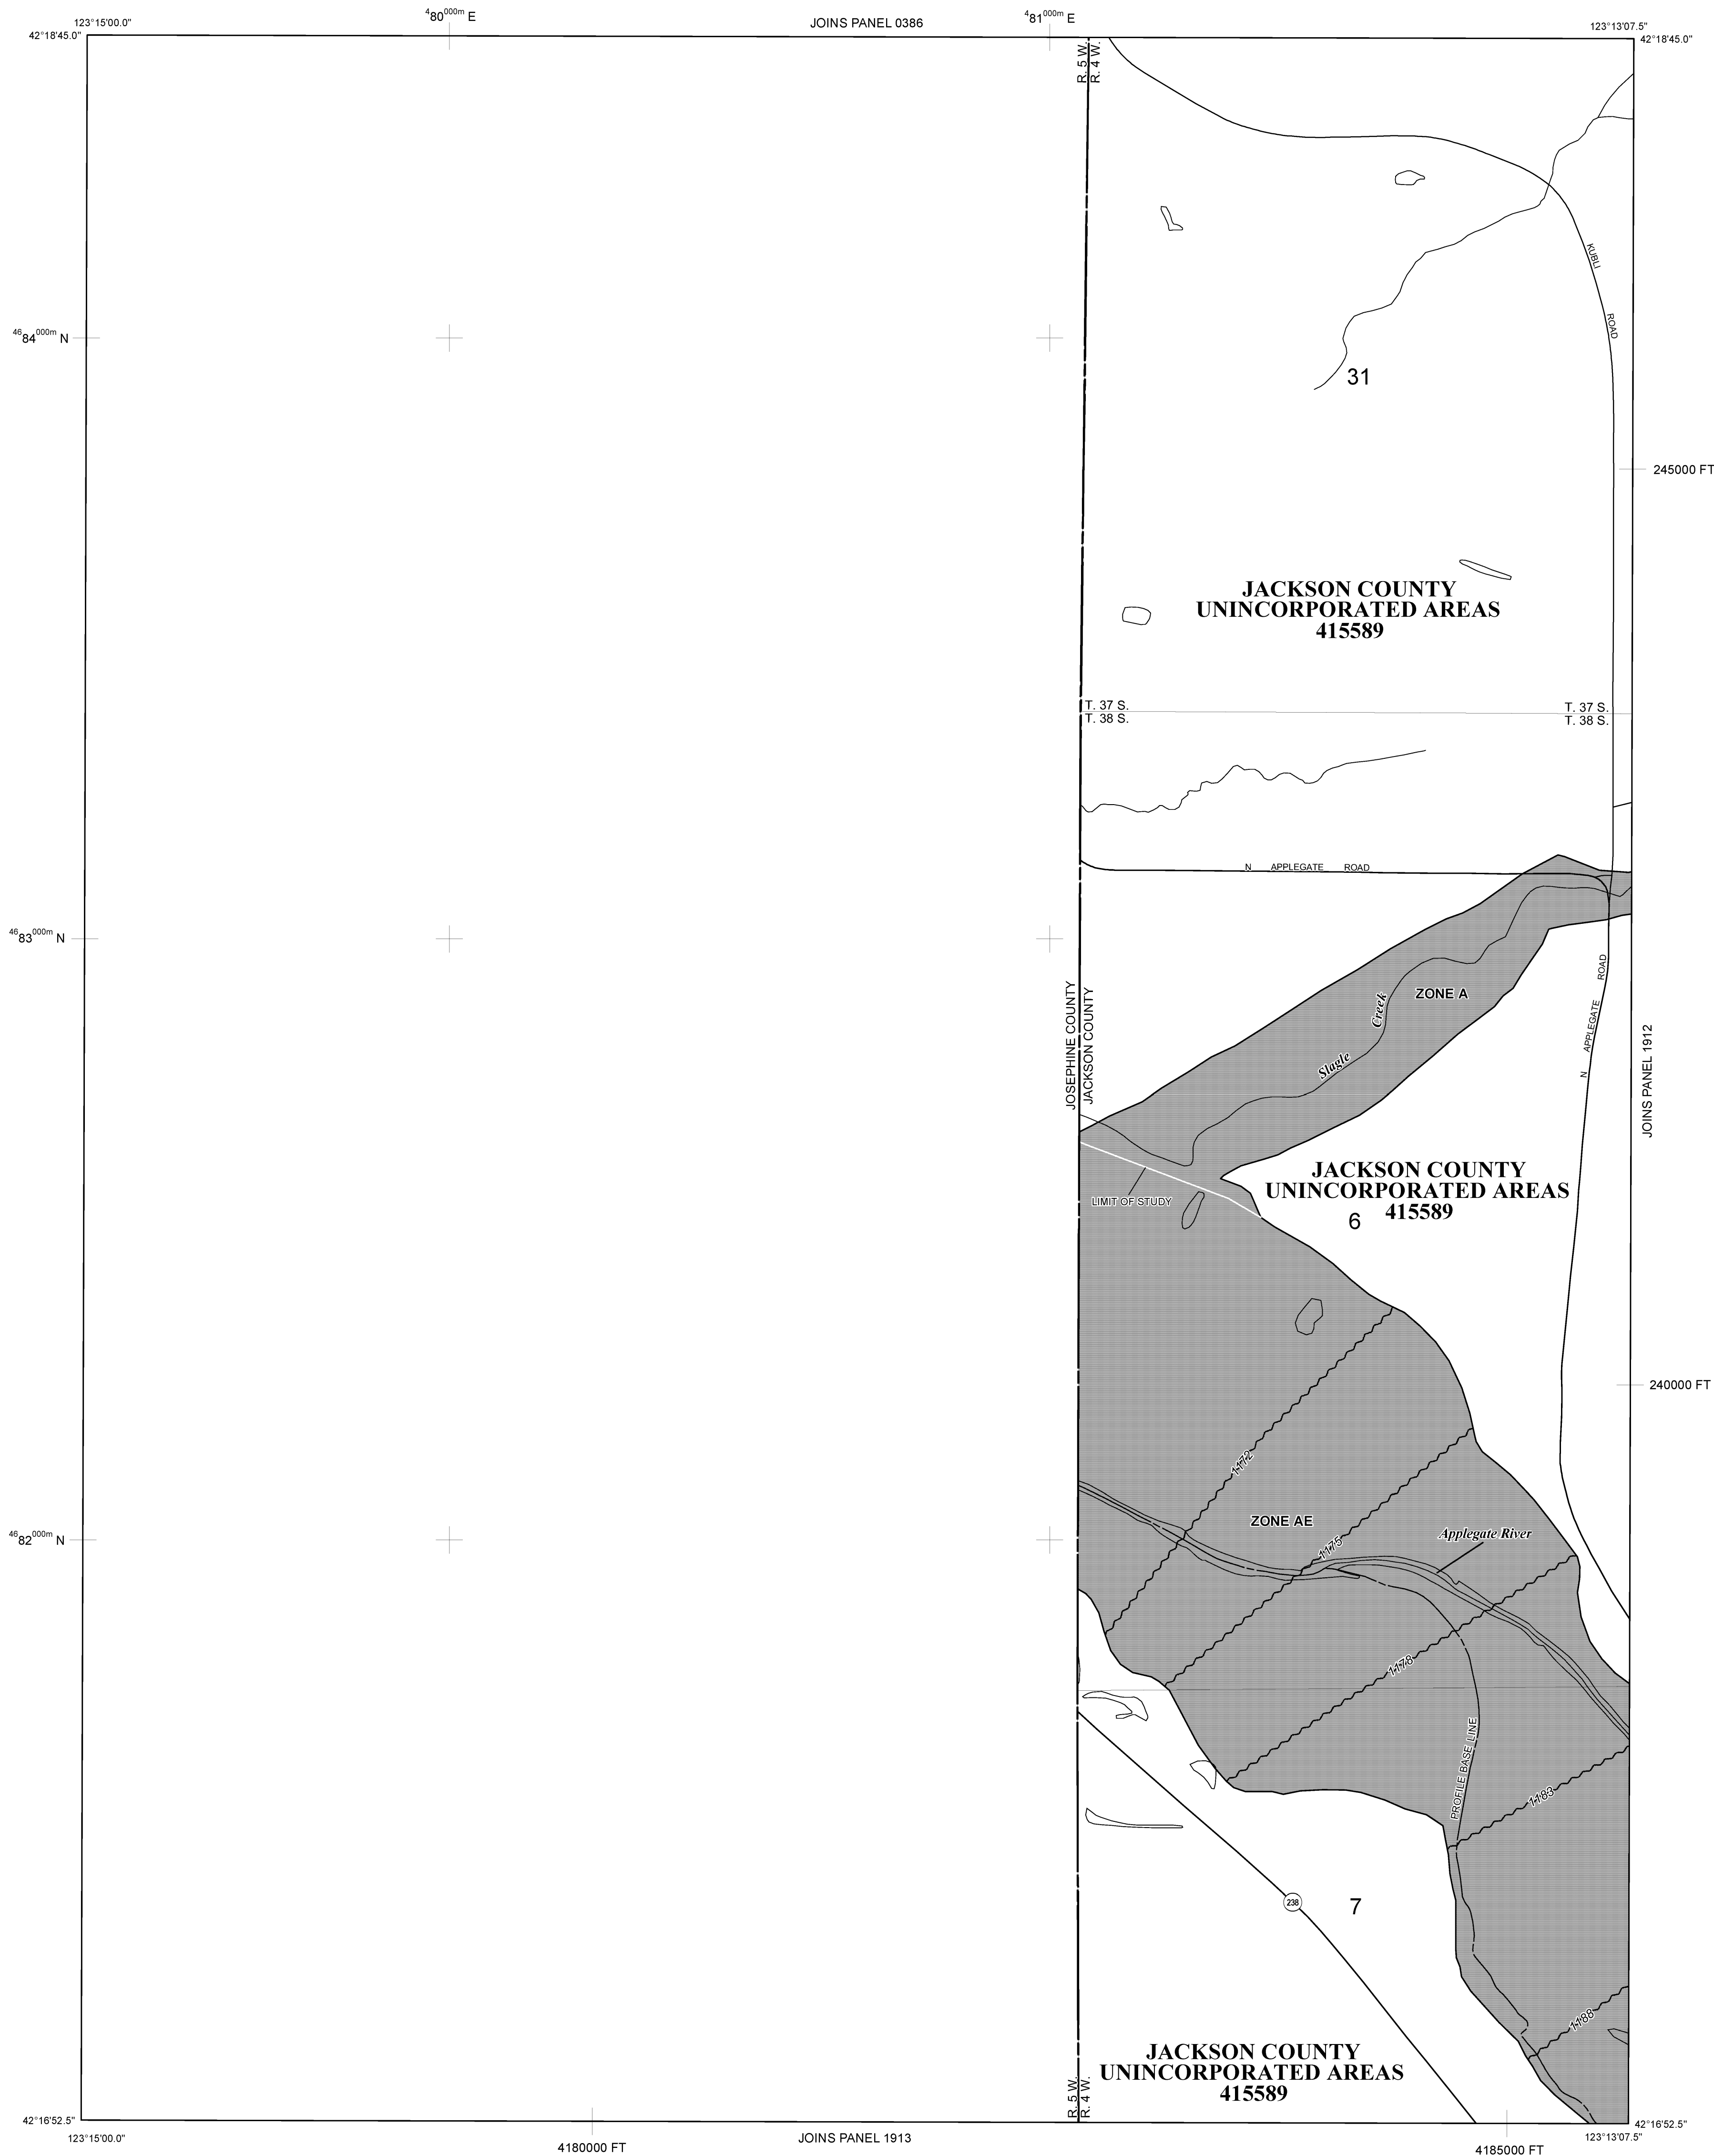 123°15'00.0"
480000m E
JOINS PANEL 0386
481000m E
123°13'07.5"
42°18'45.0"
42°18'45.0"
R. 5 W.
R. 4 W.
KUBLI ROAD
4684000m N
31
245000 FT
JACKSON COUNTY
UNINCORPORATED AREAS
415589
T. 37 S.
T. 38 S.
T. 37 S.
T. 38 S.
N APPLEGATE ROAD
4683000m N
JOSEPHINE COUNTY
JACKSON COUNTY
ZONE A
Slagle Creek
N APPLEGATE ROAD
JOINS PANEL 1912
LIMIT OF STUDY
JACKSON COUNTY
UNINCORPORATED AREAS
415589
6
240000 FT
1172
ZONE AE
1175
Applegate River
4682000m N
1178
PROFILE BASE LINE
1183
238
7
1188
JACKSON COUNTY
UNINCORPORATED AREAS
415589
R. 5 W.
R. 4 W.
42°16'52.5"
42°16'52.5"
123°15'00.0"
4180000 FT
JOINS PANEL 1913
4185000 FT
123°13'07.5"